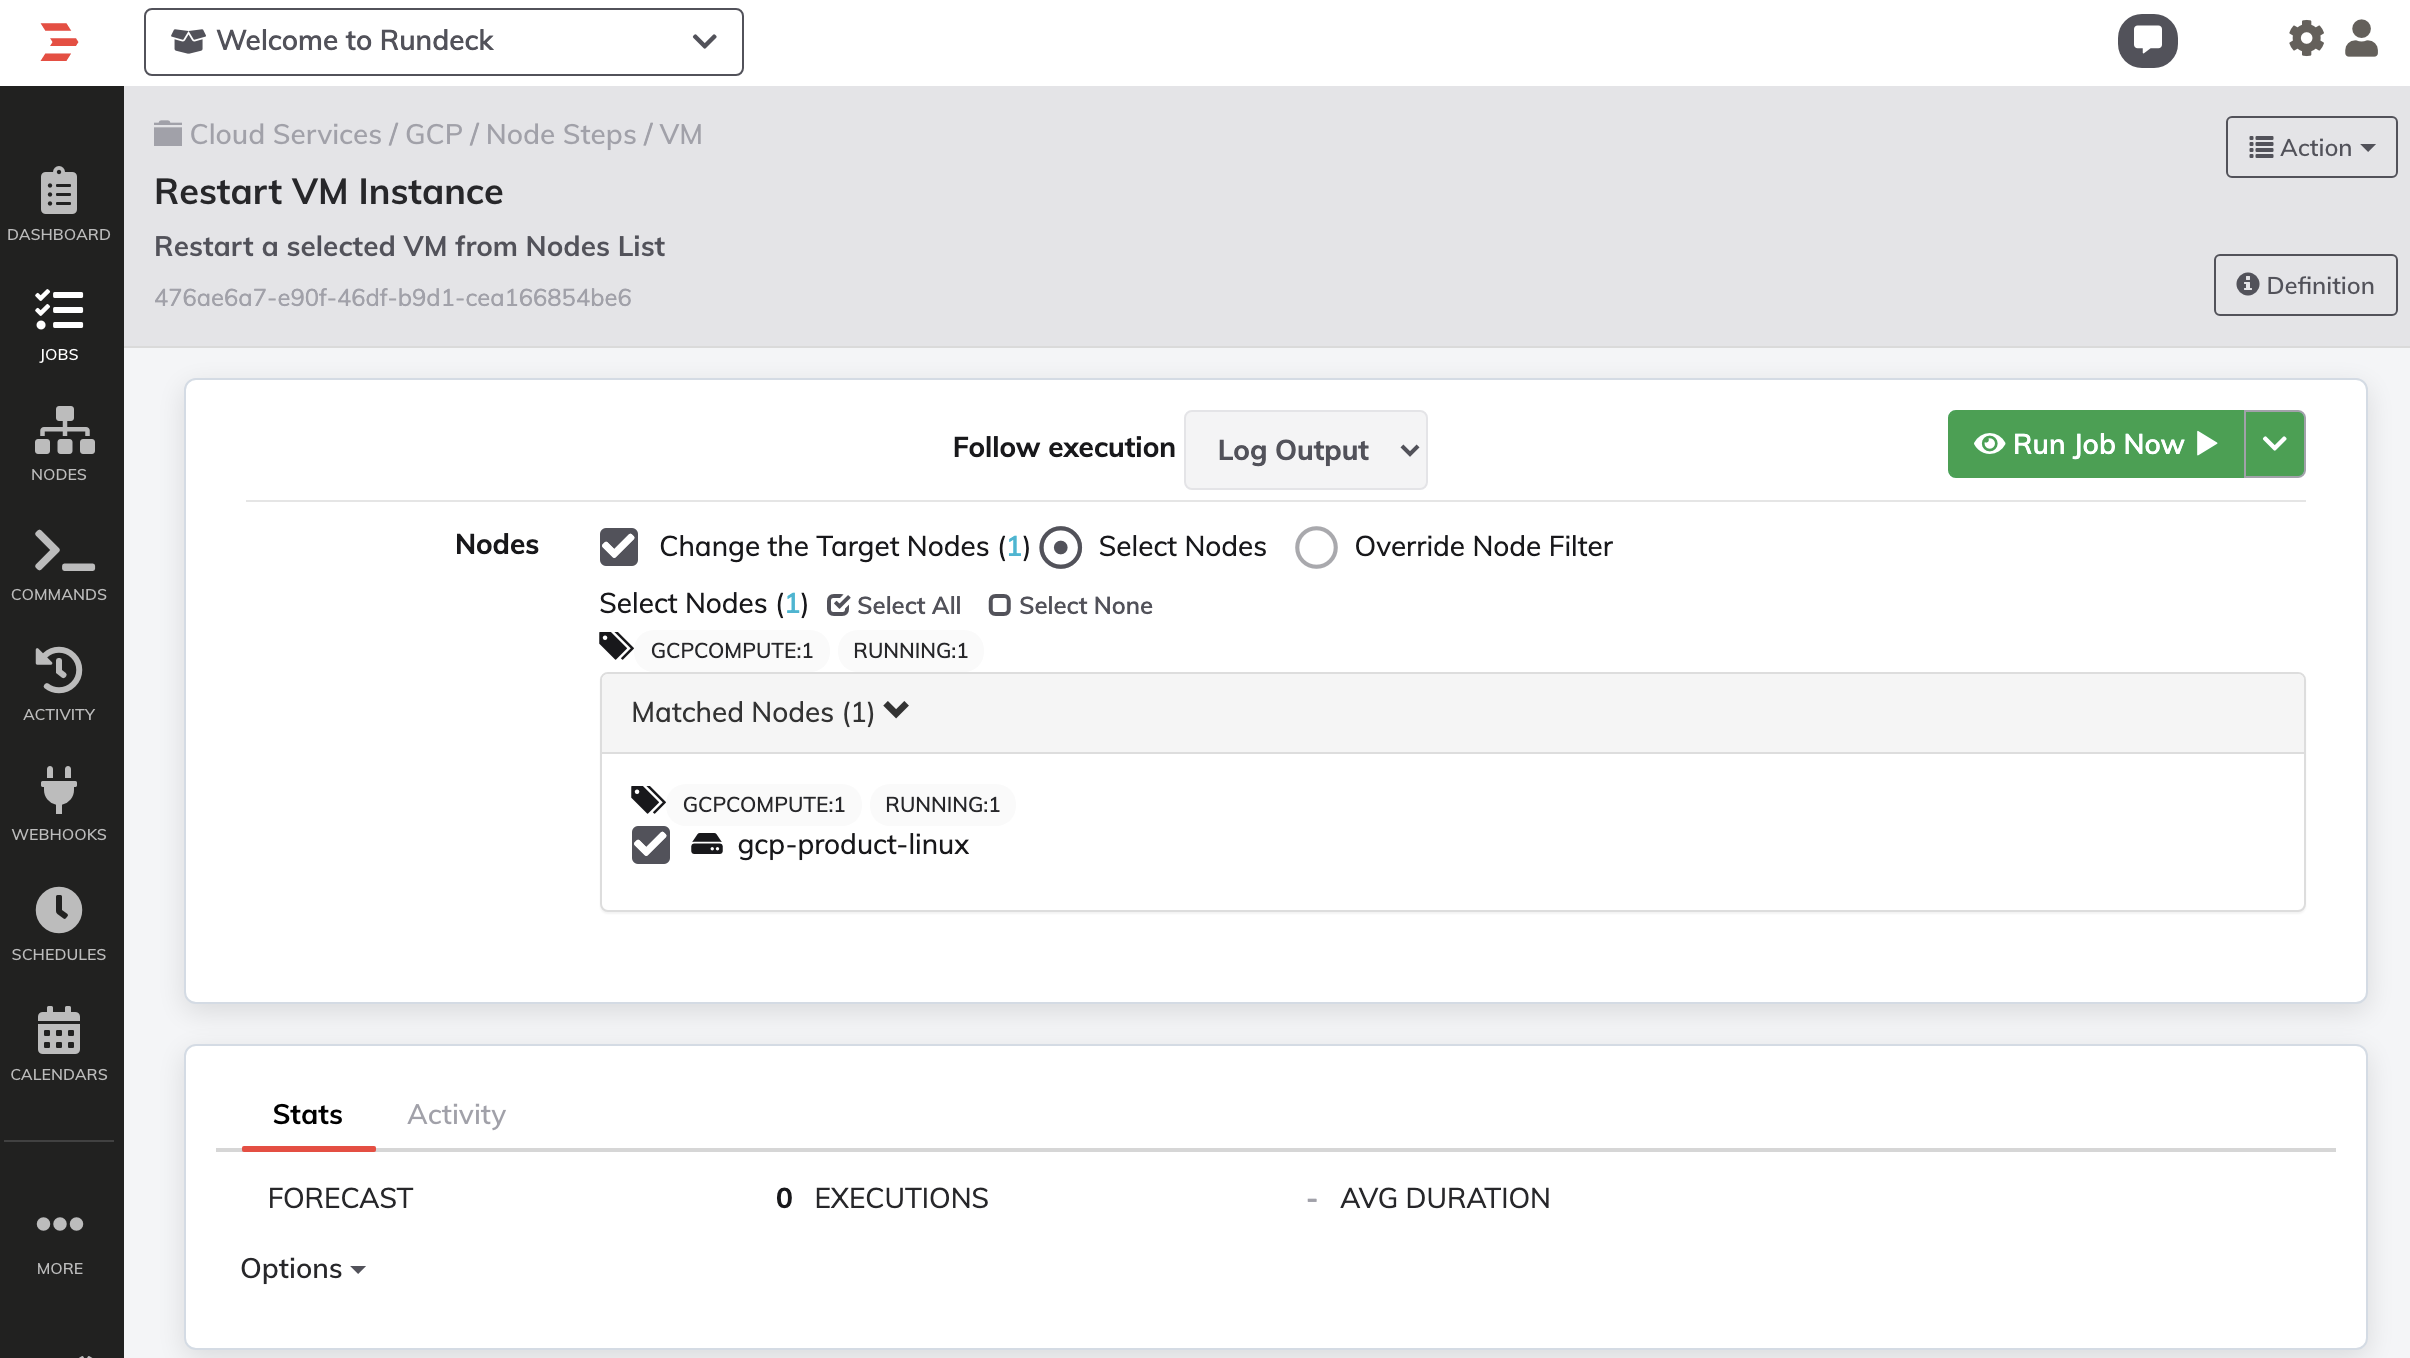 Welcome to Rundeck
DASHBOARD
JOBS
NODES
COMMANDS
ACTIVITY
WEBHOOKS
SCHEDULES
CALENDARS
MORE
Cloud Services / GCP / Node Steps / VM
Action
Restart VM Instance
Restart a selected VM from Nodes List
476ae6a7-e90f-46df-b9d1-cea166854be6
Definition
Follow execution Log Output
Run Job Now
Nodes Change the Target Nodes (1) Select Nodes Override Node Filter
Select Nodes (1) Select All Select None
GCPCOMPUTE:1 RUNNING:1
Matched Nodes (1)
GCPCOMPUTE:1 RUNNING:1
gcp-product-linux
Stats Activity
FORECAST 0 EXECUTIONS - AVG DURATION
Options